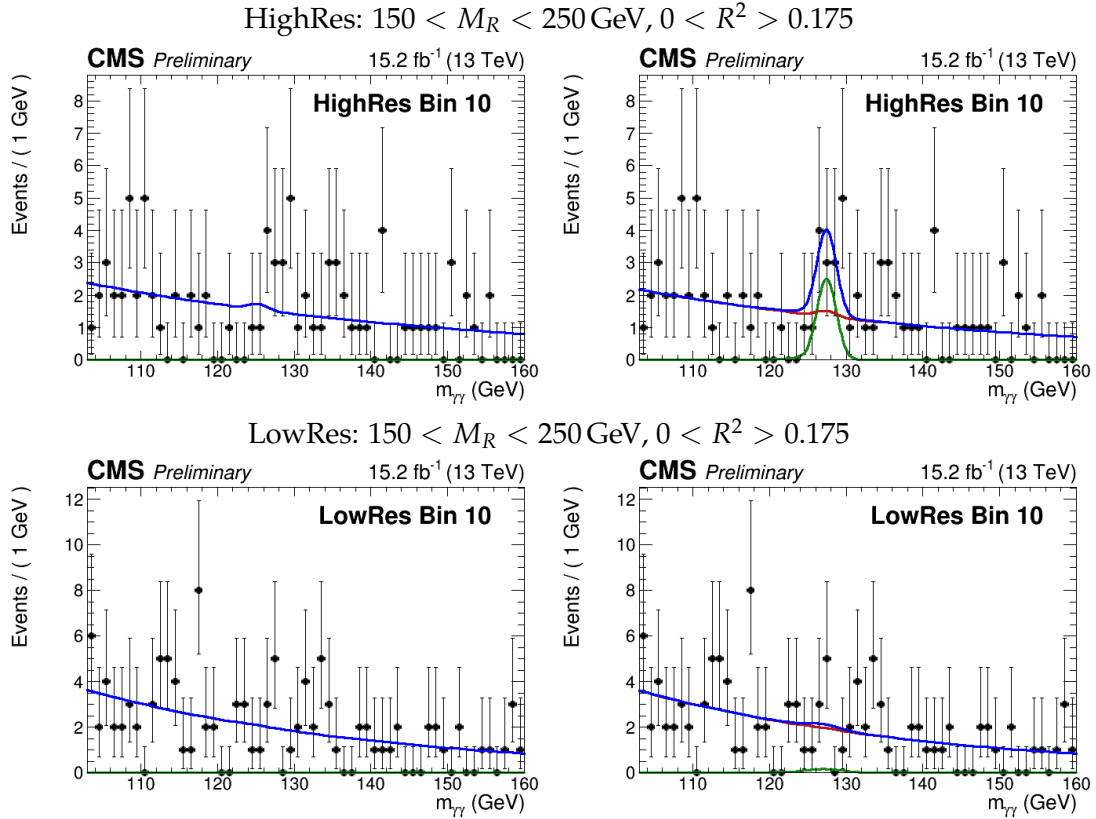 HighRes: 150 < M_R < 250 GeV, 0 < R² > 0.175
CMS Preliminary 15.2 fb⁻¹ (13 TeV)
HighRes Bin 10
Events / ( 1 GeV )
8
7
6
5
4
3
2
1
0
110 120 130 140 150 160
m_γγ (GeV)
CMS Preliminary 15.2 fb⁻¹ (13 TeV)
HighRes Bin 10
Events / ( 1 GeV )
8
7
6
5
4
3
2
1
0
110 120 130 140 150 160
m_γγ (GeV)
LowRes: 150 < M_R < 250 GeV, 0 < R² > 0.175
CMS Preliminary 15.2 fb⁻¹ (13 TeV)
LowRes Bin 10
Events / ( 1 GeV )
12
10
8
6
4
2
0
110 120 130 140 150 160
m_γγ (GeV)
CMS Preliminary 15.2 fb⁻¹ (13 TeV)
LowRes Bin 10
Events / ( 1 GeV )
12
10
8
6
4
2
0
110 120 130 140 150 160
m_γγ (GeV)